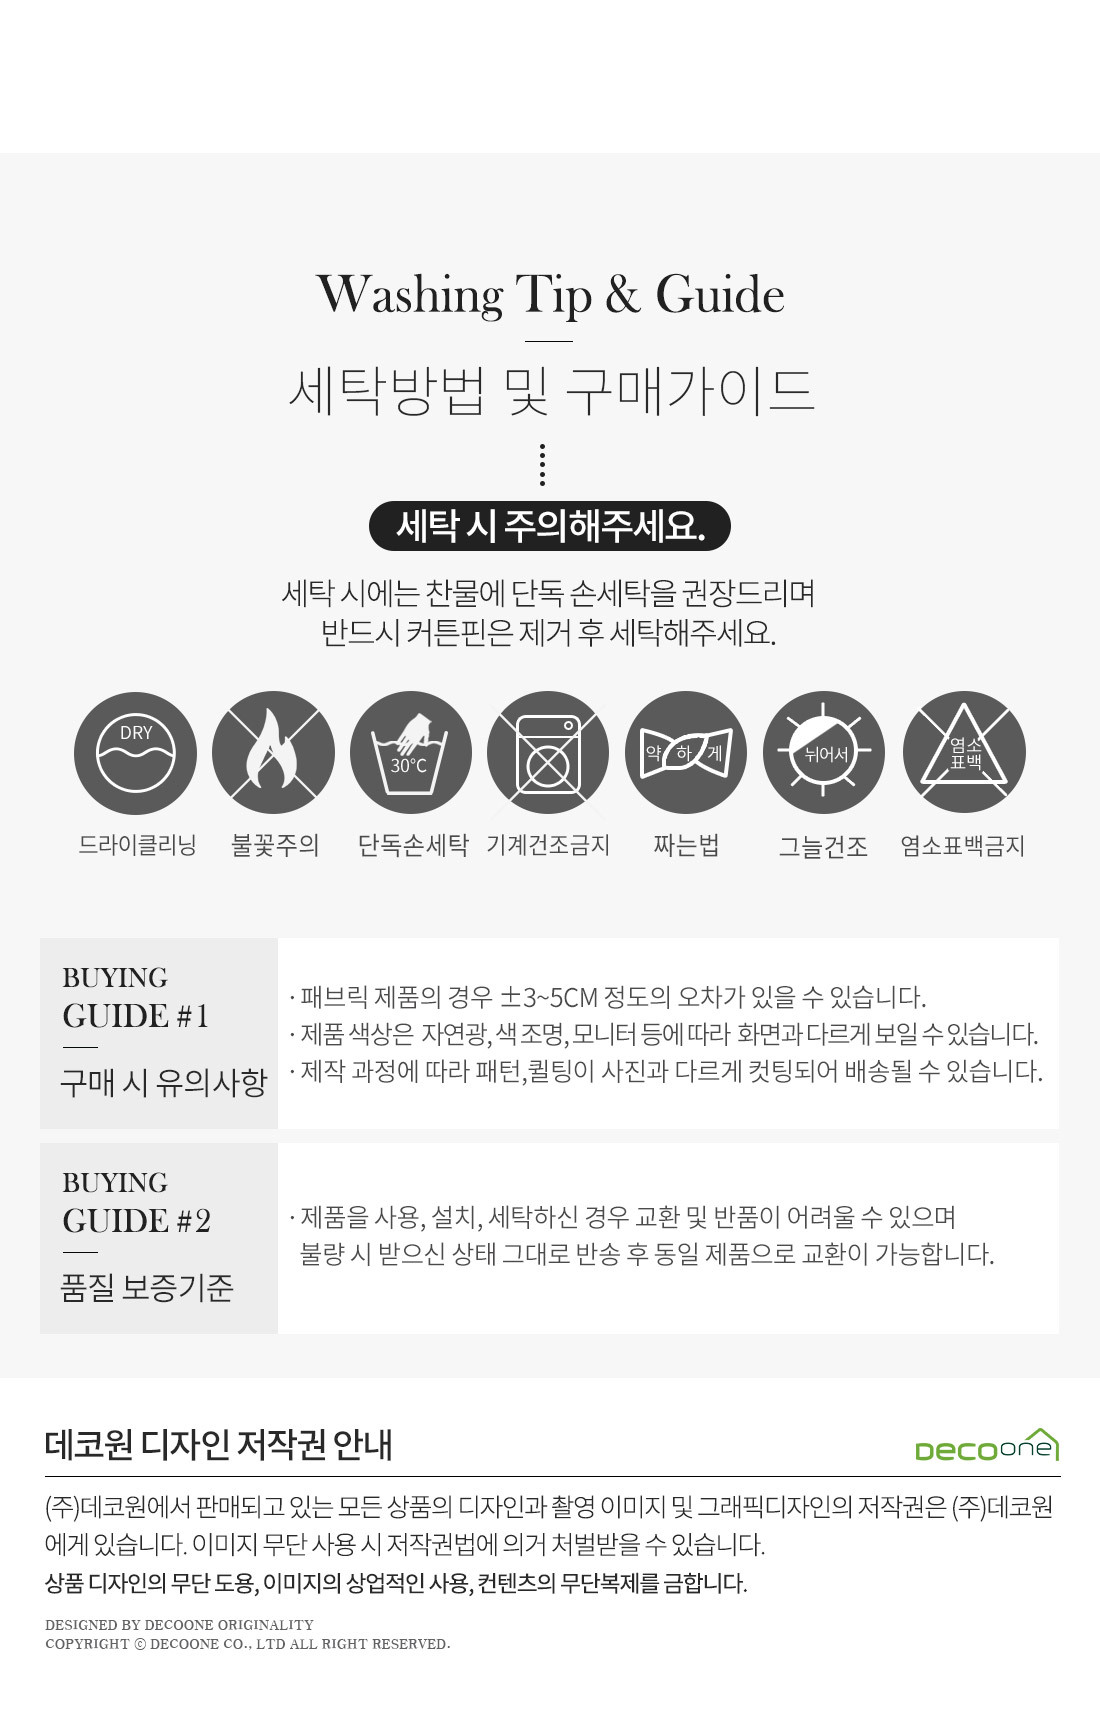 Washing Tip & Guide
세탁방법 및 구매가이드
세탁 시 주의해주세요.
세탁 시에는 찬물에 단독 손세탁을 권장드리며
반드시 커튼핀은 제거 후 세탁해주세요.
DRY
30°C
약 하 게
뉘어서
염소
표백
드라이클리닝 불꽃주의 단독손세탁 기계건조금지 짜는법 그늘건조 염소표백금지
BUYING
GUIDE #1
구매 시 유의사항
· 패브릭 제품의 경우 ±3~5CM 정도의 오차가 있을 수 있습니다.
· 제품 색상은 자연광, 색 조명, 모니터 등에 따라 화면과 다르게 보일 수 있습니다.
· 제작 과정에 따라 패턴,퀼팅이 사진과 다르게 컷팅되어 배송될 수 있습니다.
BUYING
GUIDE #2
품질 보증기준
· 제품을 사용, 설치, 세탁하신 경우 교환 및 반품이 어려울 수 있으며
불량 시 받으신 상태 그대로 반송 후 동일 제품으로 교환이 가능합니다.
데코원 디자인 저작권 안내
DECO one
(주)데코원에서 판매되고 있는 모든 상품의 디자인과 촬영 이미지 및 그래픽디자인의 저작권은 (주)데코원
에게 있습니다. 이미지 무단 사용 시 저작권법에 의거 처벌받을 수 있습니다.
상품 디자인의 무단 도용, 이미지의 상업적인 사용, 컨텐츠의 무단복제를 금합니다.
DESIGNED BY DECOONE ORIGINALITY
COPYRIGHT ⓒ DECOONE CO., LTD ALL RIGHT RESERVED.